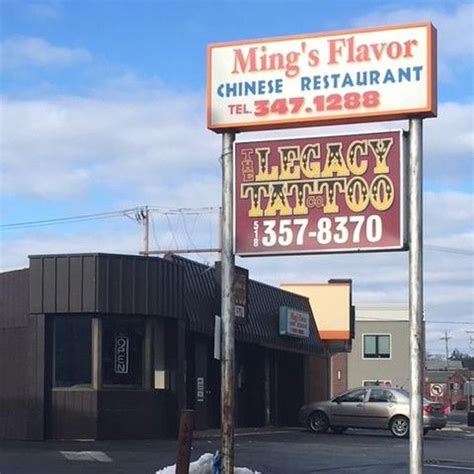 Ming's Flavor
CHINESE RESTAURANT
TEL. 347.1288
THE LEGACY
TATTOO CO.
518 357-8370
OPEN